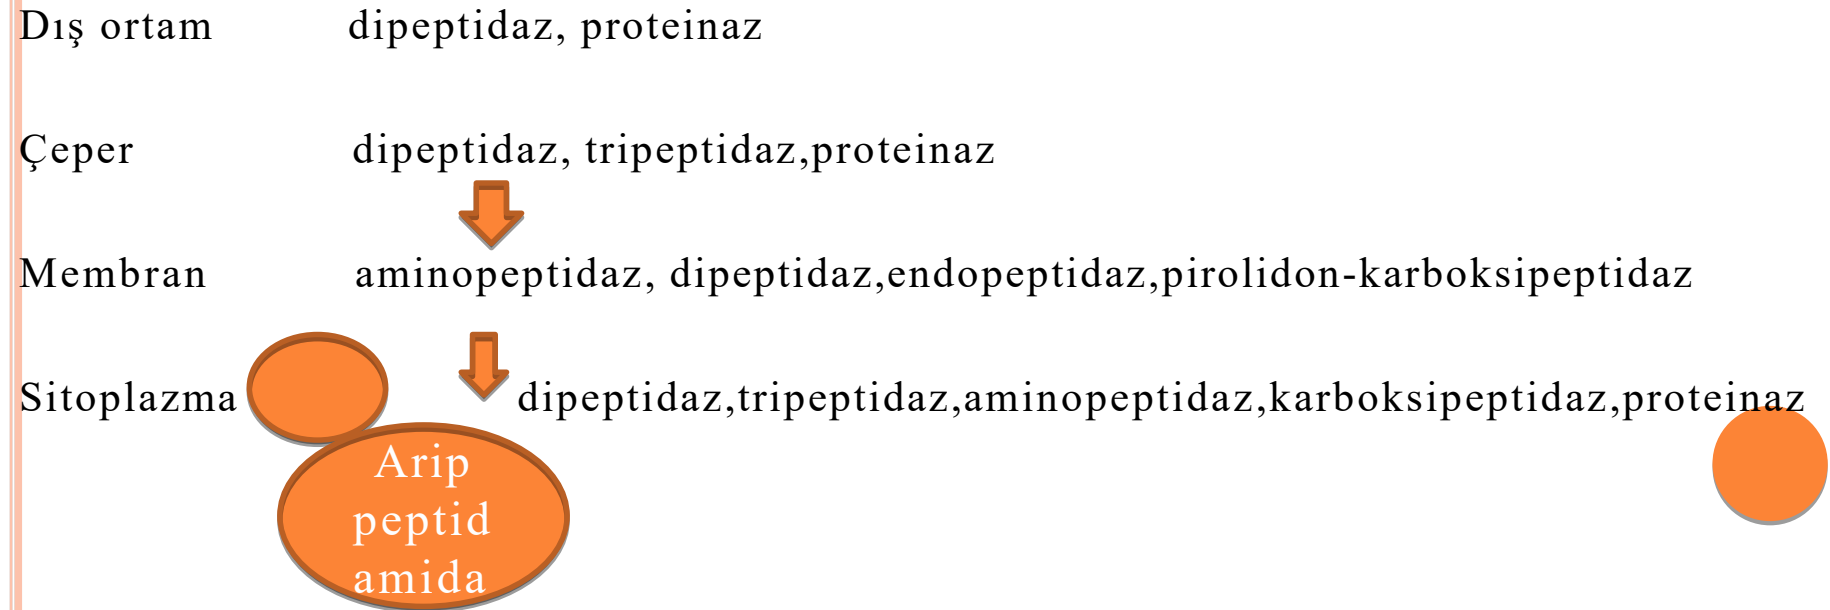 Dış ortam dipeptidaz, proteinaz
Çeper dipeptidaz, tripeptidaz,proteinaz
Membran aminopeptidaz, dipeptidaz,endopeptidaz,pirolidon-karboksipeptidaz
Sitoplazma dipeptidaz,tripeptidaz,aminopeptidaz,karboksipeptidaz,proteinaz
Arip
peptid
amida